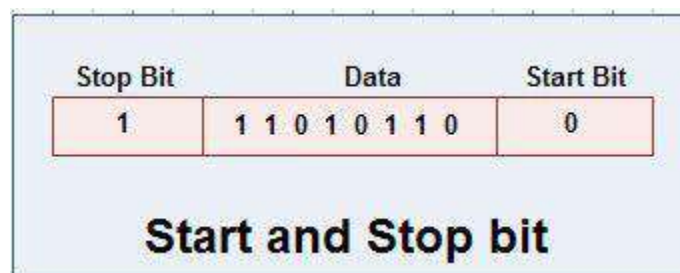 Stop Bit Data Start Bit
1 1 1 0 1 0 1 1 0 0
Start and Stop bit